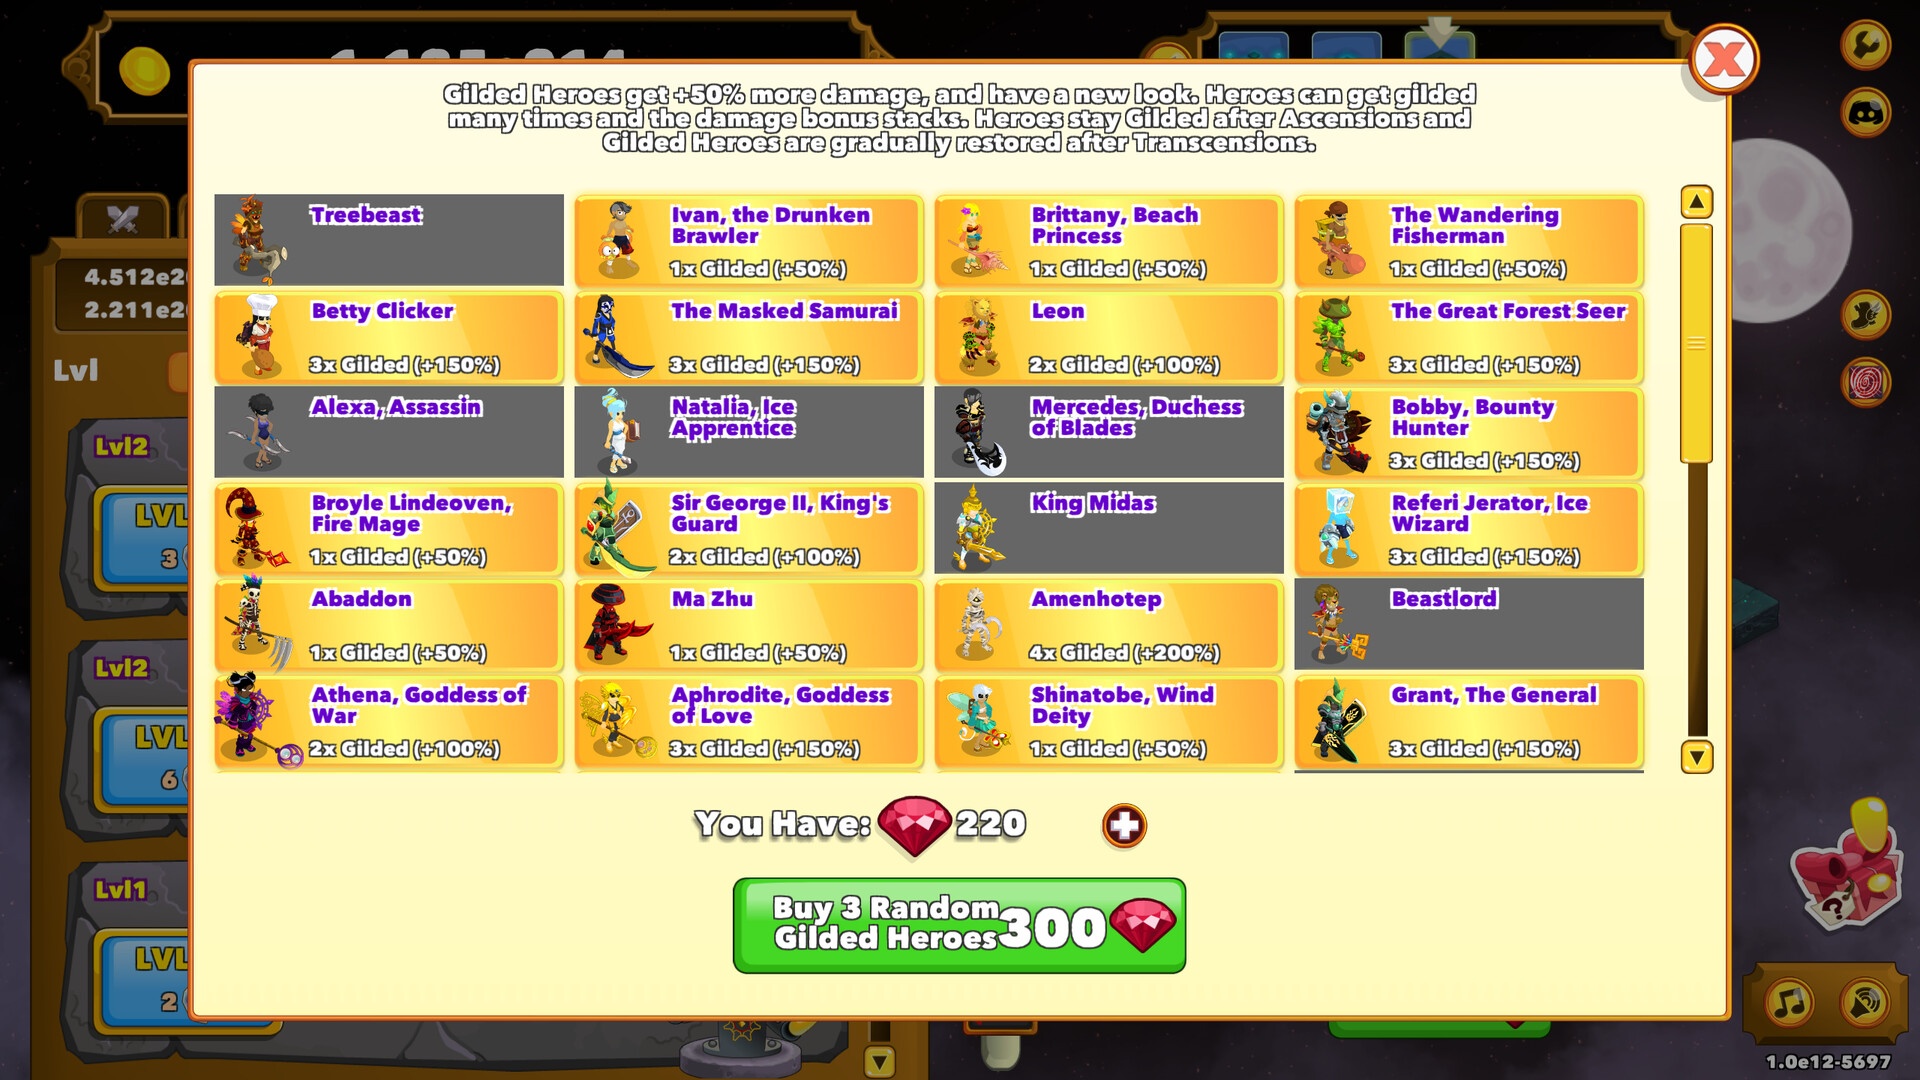 Gilded Heroes get +50% more damage, and have a new look. Heroes can get gilded
many times and the damage bonus stacks. Heroes stay Gilded after Ascensions and
Gilded Heroes are gradually restored after Transcensions.
Treebeast
Ivan, the Drunken
Brawler
1x Gilded (+50%)
Brittany, Beach
Princess
1x Gilded (+50%)
The Wandering
Fisherman
1x Gilded (+50%)
Betty Clicker
3x Gilded (+150%)
The Masked Samurai
3x Gilded (+150%)
Leon
2x Gilded (+100%)
The Great Forest Seer
3x Gilded (+150%)
Alexa, Assassin
Natalia, Ice
Apprentice
Mercedes, Duchess
of Blades
Bobby, Bounty
Hunter
3x Gilded (+150%)
Broyle Lindeoven,
Fire Mage
1x Gilded (+50%)
Sir George II, King's
Guard
2x Gilded (+100%)
King Midas
Referi Jerator, Ice
Wizard
3x Gilded (+150%)
Abaddon
1x Gilded (+50%)
Ma Zhu
1x Gilded (+50%)
Amenhotep
4x Gilded (+200%)
Beastlord
Athena, Goddess of
War
2x Gilded (+100%)
Aphrodite, Goddess
of Love
3x Gilded (+150%)
Shinatobe, Wind
Deity
1x Gilded (+50%)
Grant, The General
3x Gilded (+150%)
You Have: 220
Buy 3 Random
Gilded Heroes 300
4.512e2
2.211e2
Lvl
Lvl2
LVL
3
Lvl2
LVL
6
Lvl1
LVL
2
1.0e12-5697